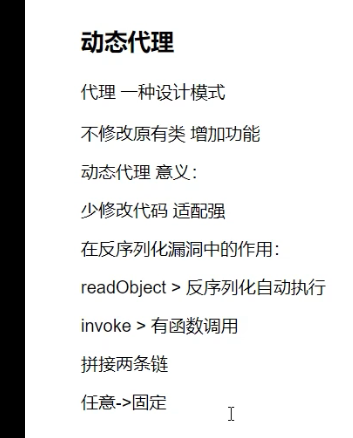 动态代理
代理 一种设计模式
不修改原有类 增加功能
动态代理 意义：
少修改代码 适配强
在反序列化漏洞中的作用：
readObject > 反序列化自动执行
invoke > 有函数调用
拼接两条链
任意->固定